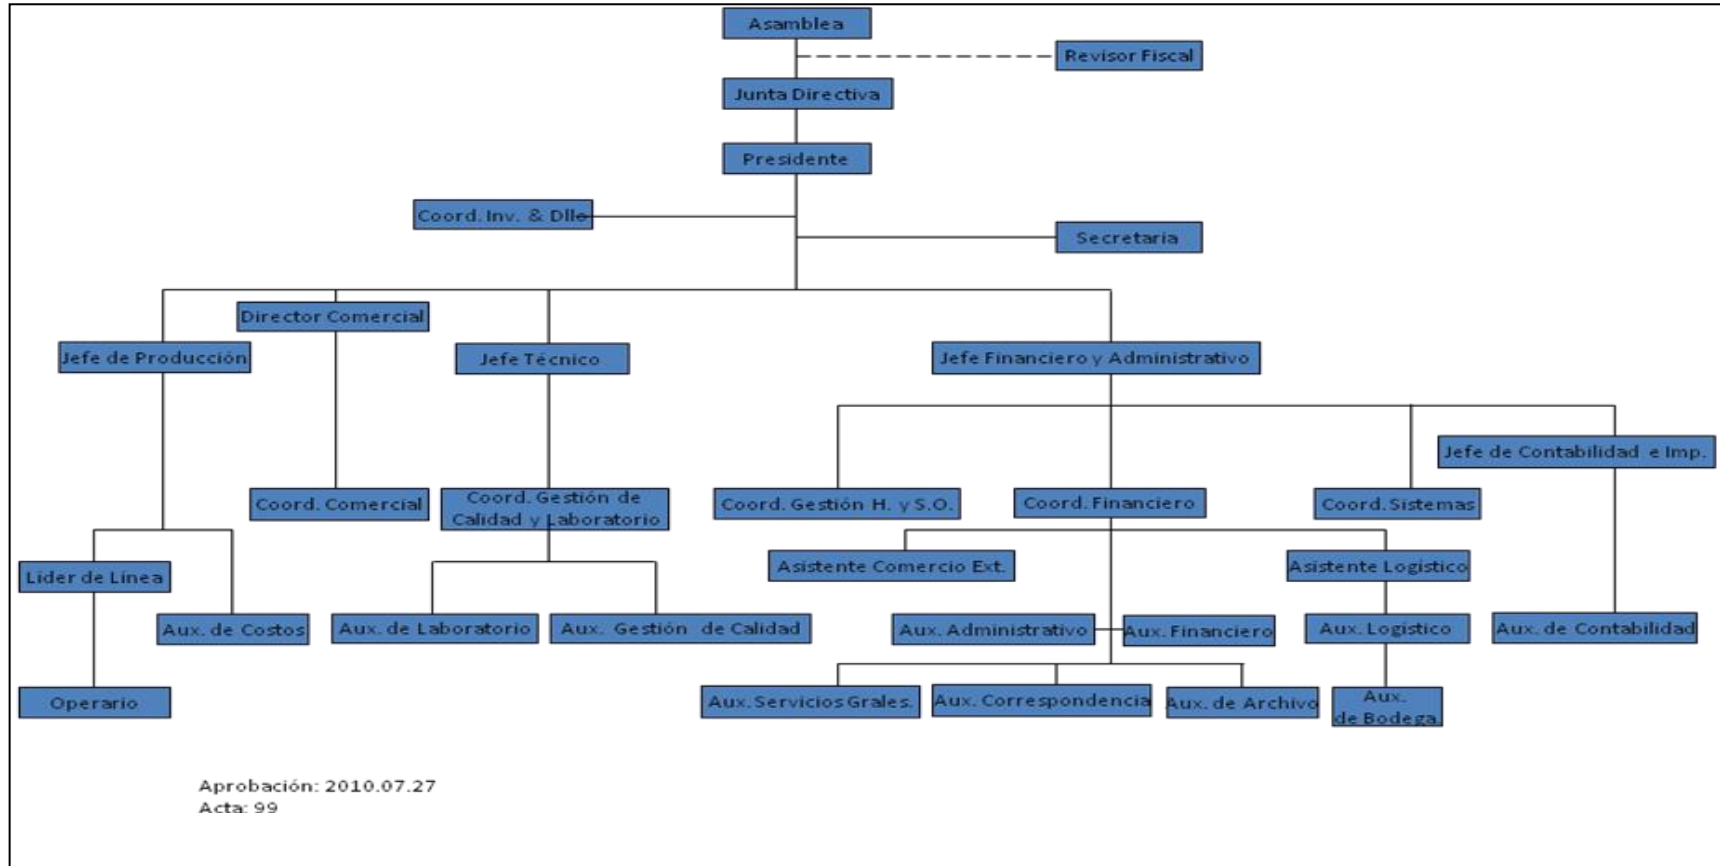 Asamblea
Revisor Fiscal
Junta Directiva
Presidente
Coord. Inv. & Dllo
Secretaria
Director Comercial
Jefe de Producción
Jefe Técnico
Jefe Financiero y Administrativo
Jefe de Contabilidad e Imp.
Coord. Comercial
Coord. Gestión de
Calidad y Laboratorio
Coord. Gestión H. y S.O.
Coord. Financiero
Coord. Sistemas
Lider de Línea
Asistente Comercio Ext.
Asistente Logístico
Aux. de Costos
Aux. de Laboratorio
Aux. Gestión de Calidad
Aux. Administrativo
Aux. Financiero
Aux. Logístico
Aux. de Contabilidad
Operario
Aux. Servicios Grales.
Aux. Correspondencia
Aux. de Archivo
Aux.
de Bodega.
Aprobación: 2010.07.27
Acta: 99